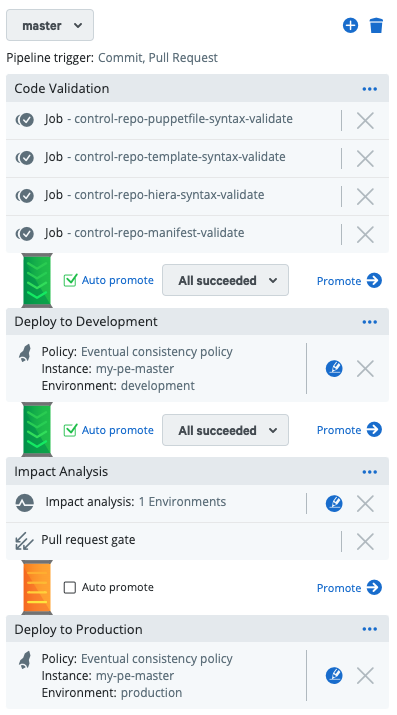 master
Pipeline trigger: Commit, Pull Request
Code Validation
Job - control-repo-puppetfile-syntax-validate
Job - control-repo-template-syntax-validate
Job - control-repo-hiera-syntax-validate
Job - control-repo-manifest-validate
Auto promote All succeeded Promote
Deploy to Development
Policy: Eventual consistency policy
Instance: my-pe-master
Environment: development
Auto promote All succeeded Promote
Impact Analysis
Impact analysis: 1 Environments
Pull request gate
Auto promote Promote
Deploy to Production
Policy: Eventual consistency policy
Instance: my-pe-master
Environment: production